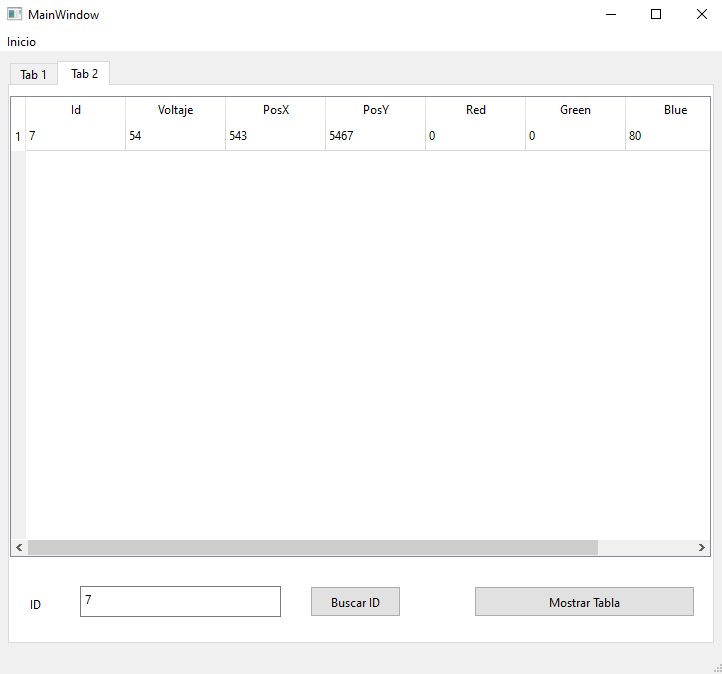 MainWindow
Inicio
Tab 1 Tab 2
Id Voltaje PosX PosY Red Green Blue
1 7 54 543 5467 0 0 80
ID 7 Buscar ID Mostrar Tabla